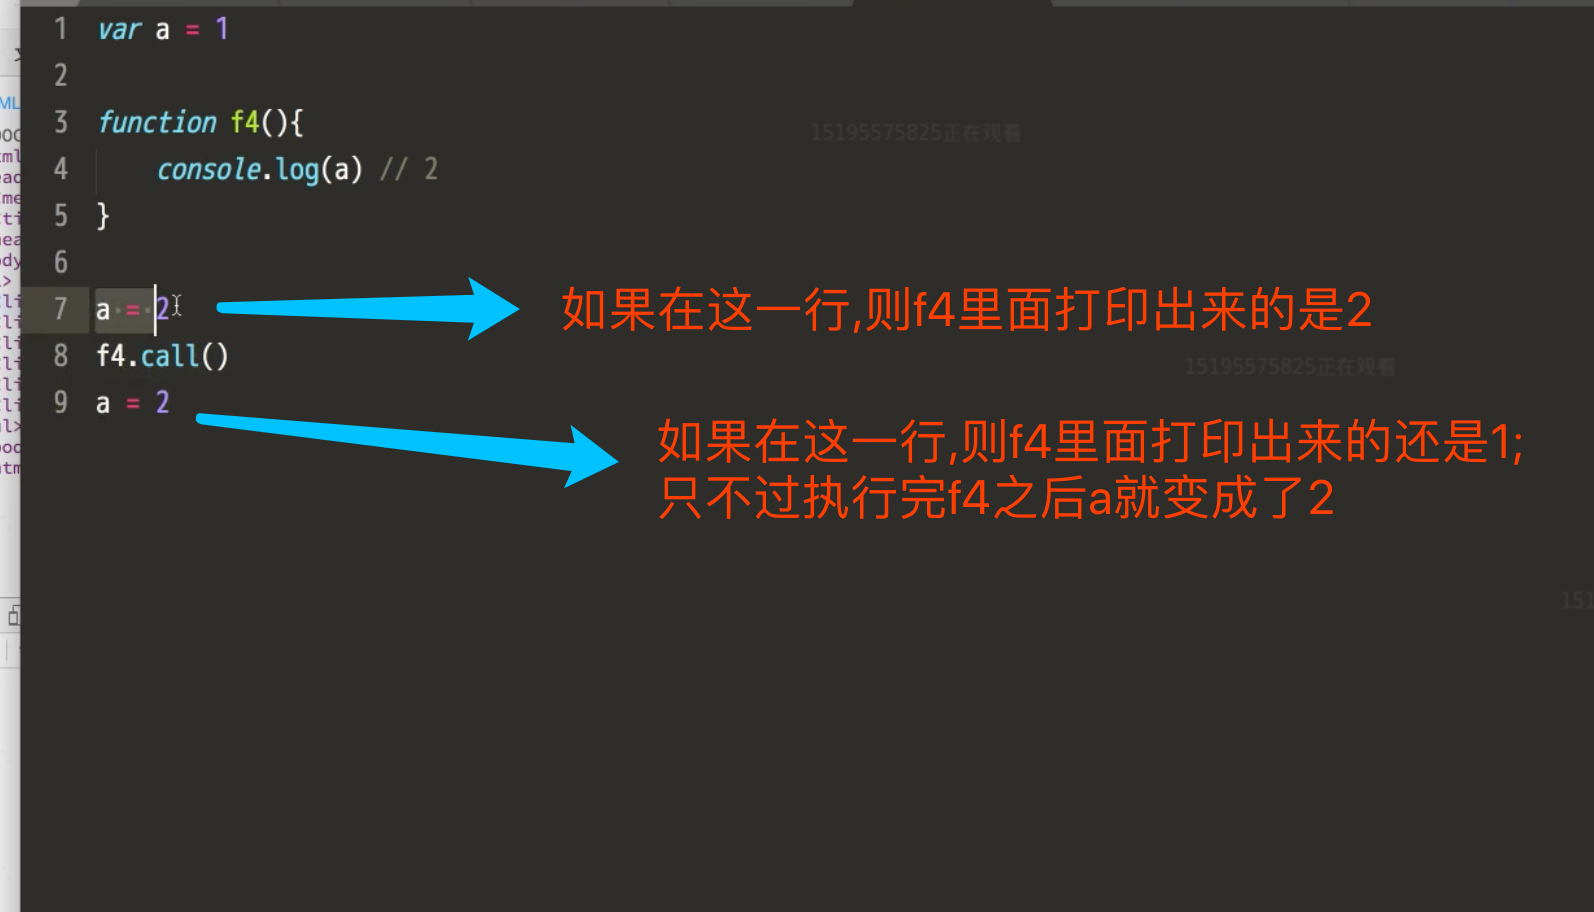 1 var a = 1
2
3 function f4(){
15195575825正在观看
4 console.log(a) // 2
5 }
6
7 a = 2
如果在这一行,则f4里面打印出来的是2
8 f4.call()
15195575825正在观看
9 a = 2
如果在这一行,则f4里面打印出来的还是1;
只不过执行完f4之后a就变成了2
151